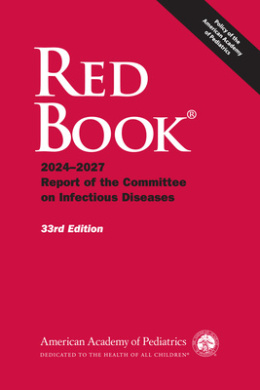 Policy of the
American Academy
of Pediatrics
RED
BOOK®
2024–2027
Report of the Committee
on Infectious Diseases
33rd Edition
American Academy of Pediatrics
DEDICATED TO THE HEALTH OF ALL CHILDREN®